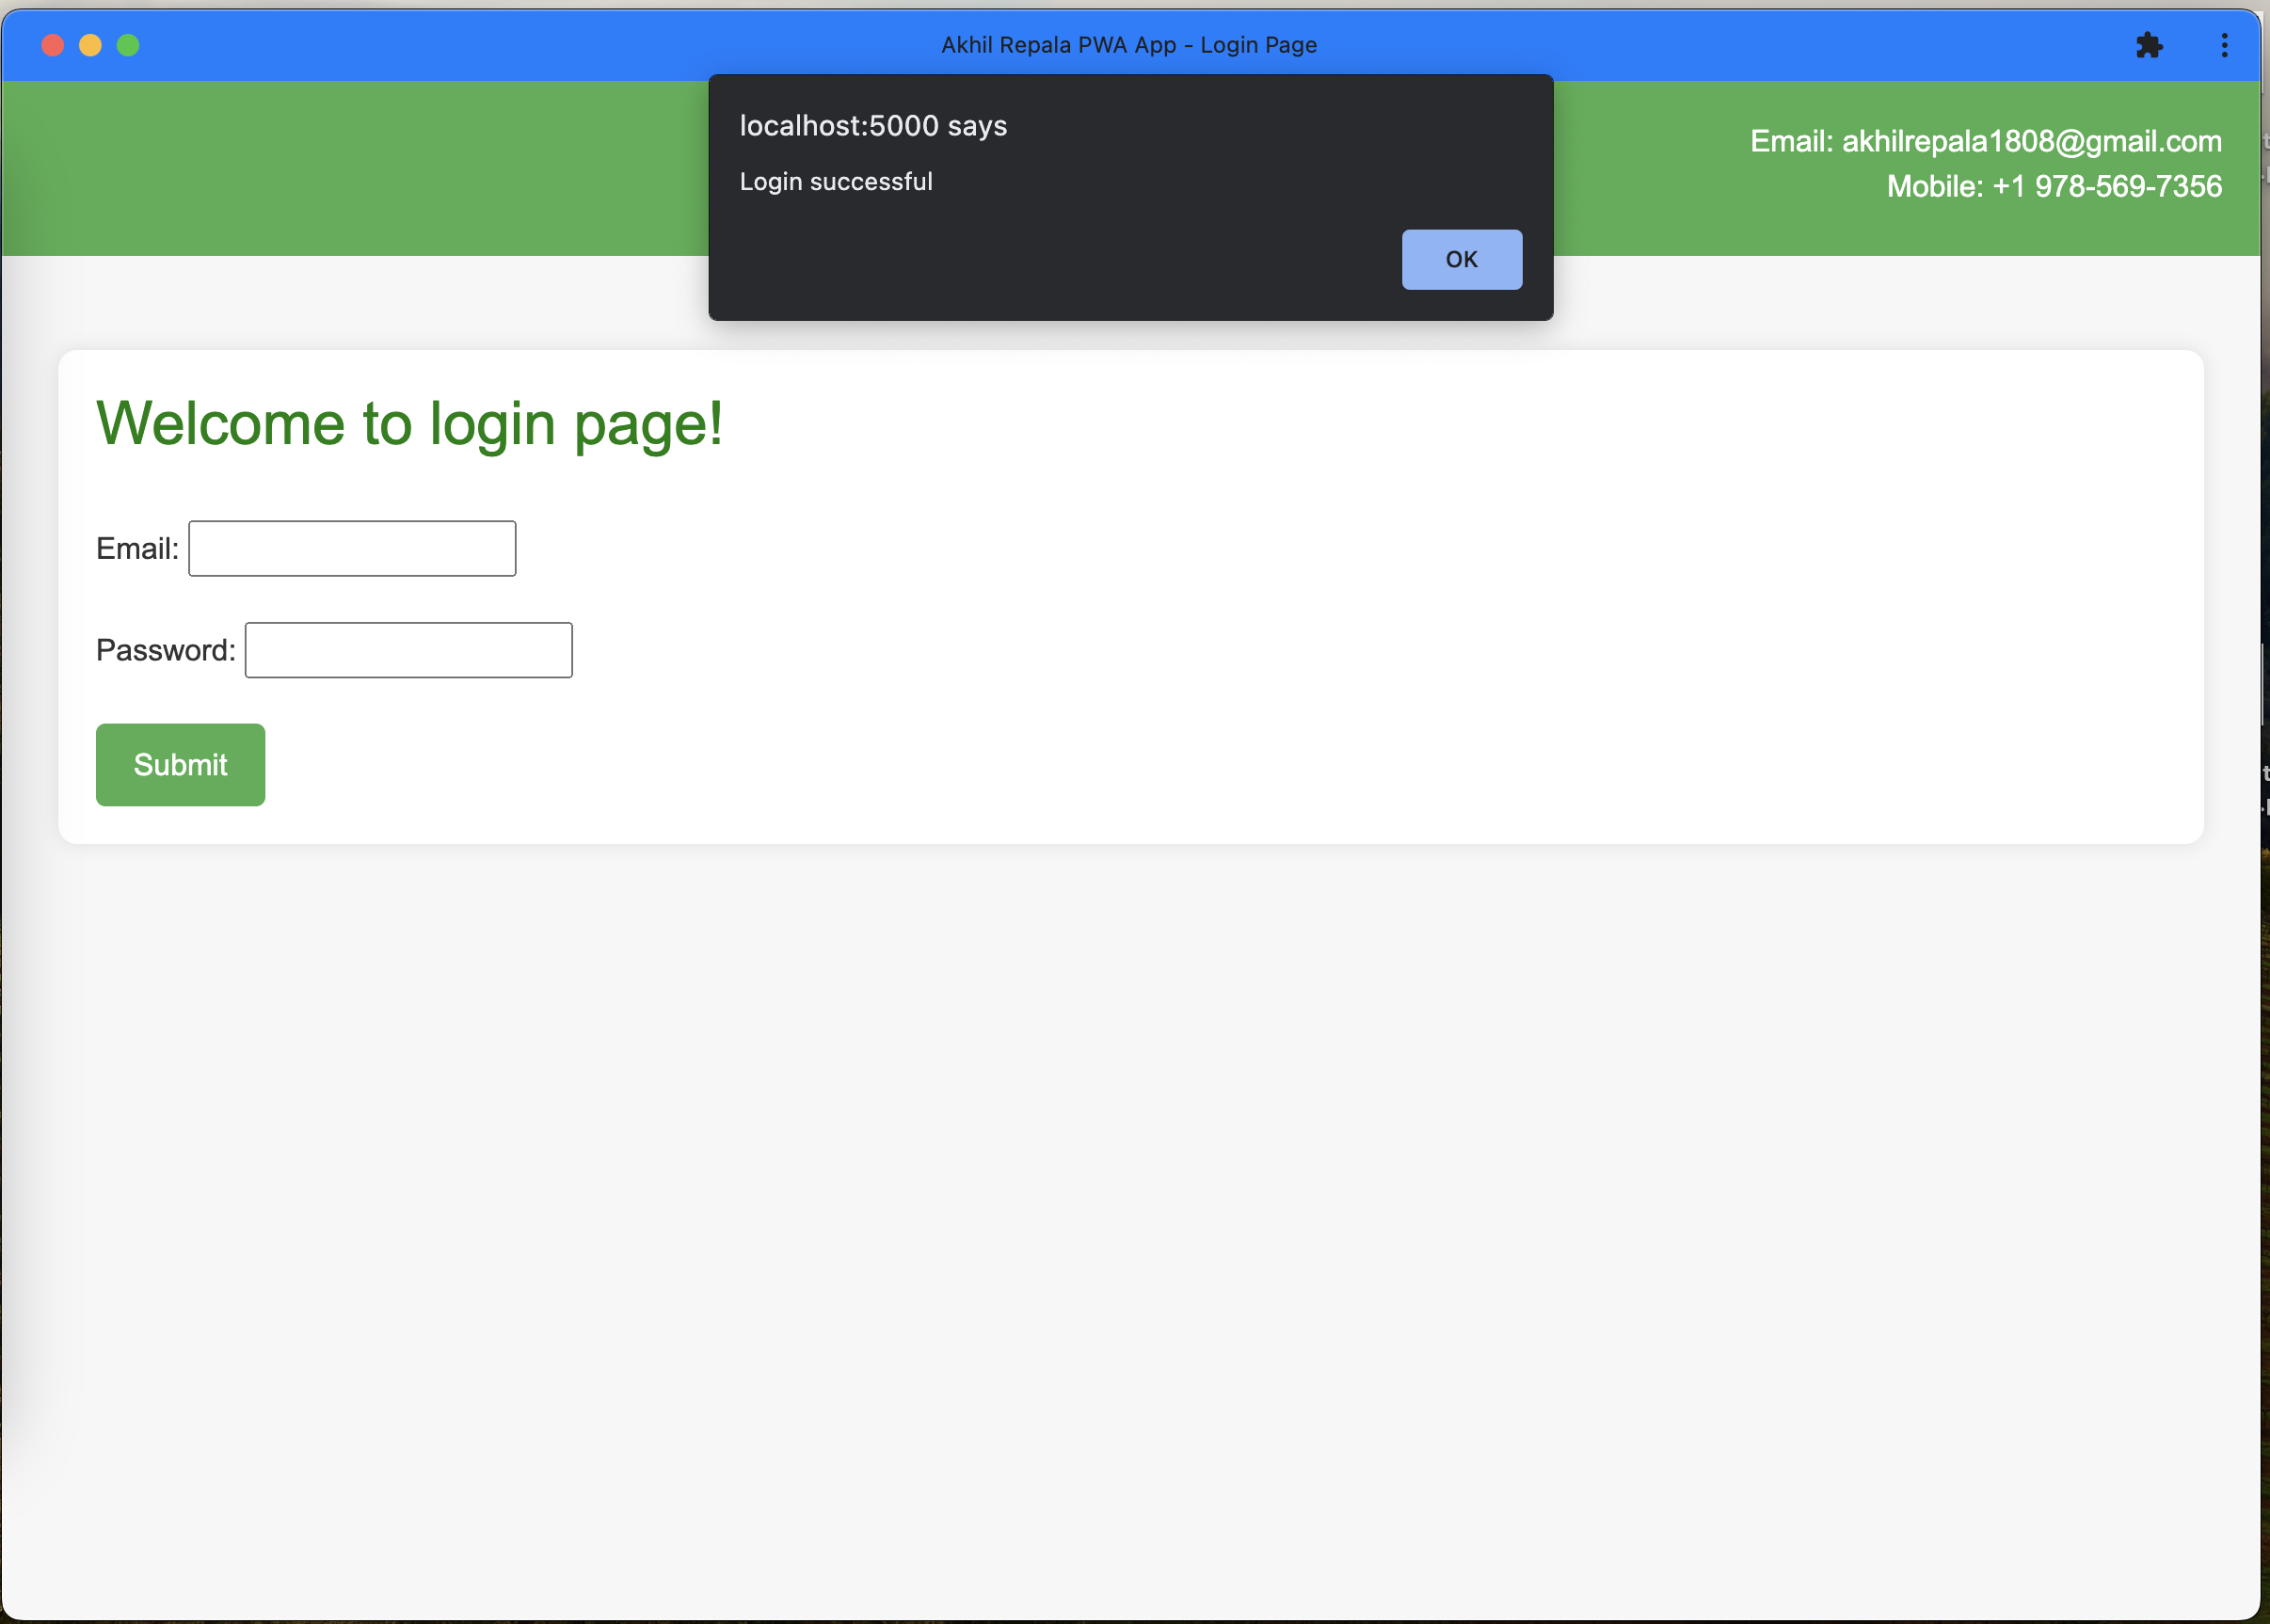 Akhil Repala PWA App - Login Page
localhost:5000 says
Login successful
OK
Email: akhilrepala1808@gmail.com
Mobile: +1 978-569-7356
Welcome to login page!
Email:
Password:
Submit